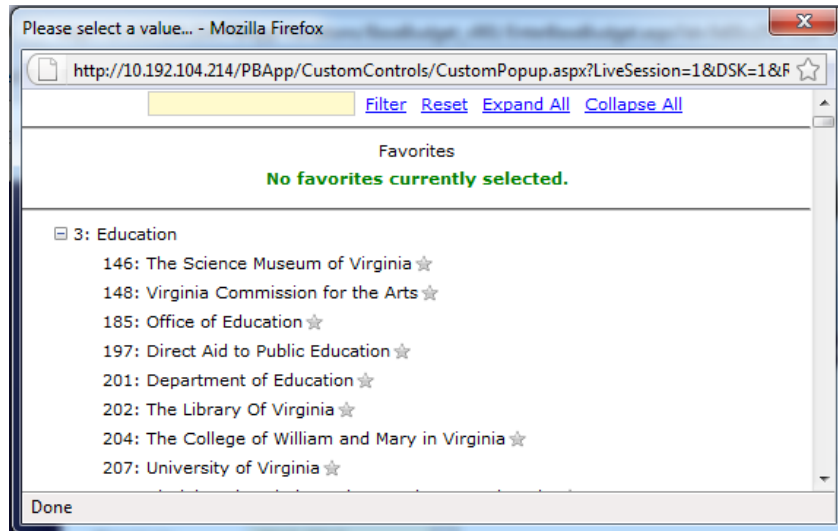 Please select a value... - Mozilla Firefox
http://10.192.104.214/PBApp/CustomControls/CustomPopup.aspx?LiveSession=1&DSK=1&R
Filter Reset Expand All Collapse All
Favorites
No favorites currently selected.
3: Education
146: The Science Museum of Virginia
148: Virginia Commission for the Arts
185: Office of Education
197: Direct Aid to Public Education
201: Department of Education
202: The Library Of Virginia
204: The College of William and Mary in Virginia
207: University of Virginia
Done